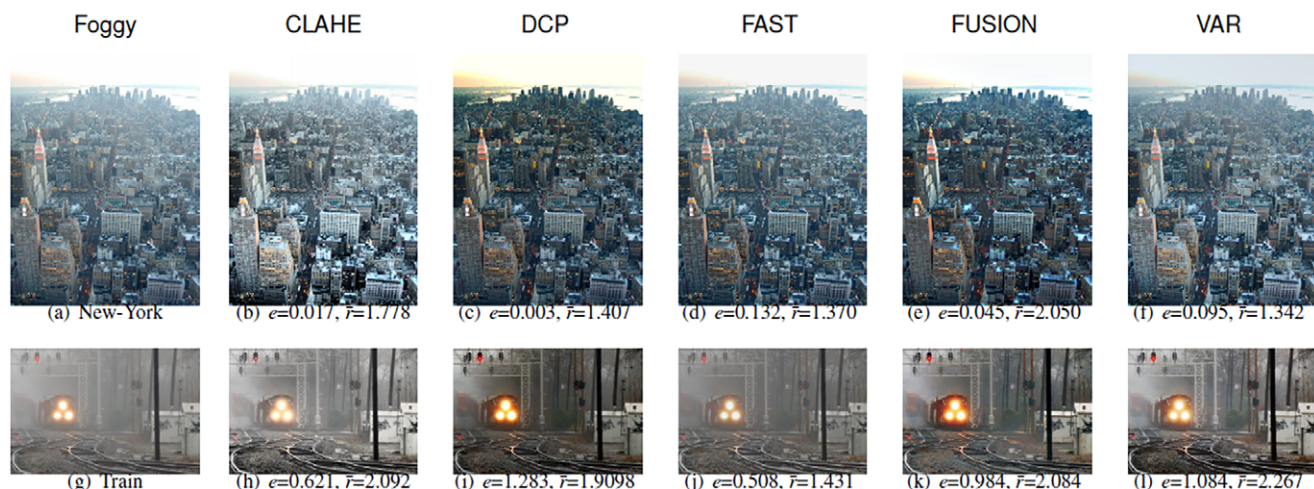 Foggy CLAHE DCP FAST FUSION VAR
(a) New-York (b) e=0.017, r̄=1.778 (c) e=0.003, r̄=1.407 (d) e=0.132, r̄=1.370 (e) e=0.045, r̄=2.050 (f) e=0.095, r̄=1.342
(g) Train (h) e=0.621, r̄=2.092 (i) e=1.283, r̄=1.9098 (j) e=0.508, r̄=1.431 (k) e=0.984, r̄=2.084 (l) e=1.084, r̄=2.267